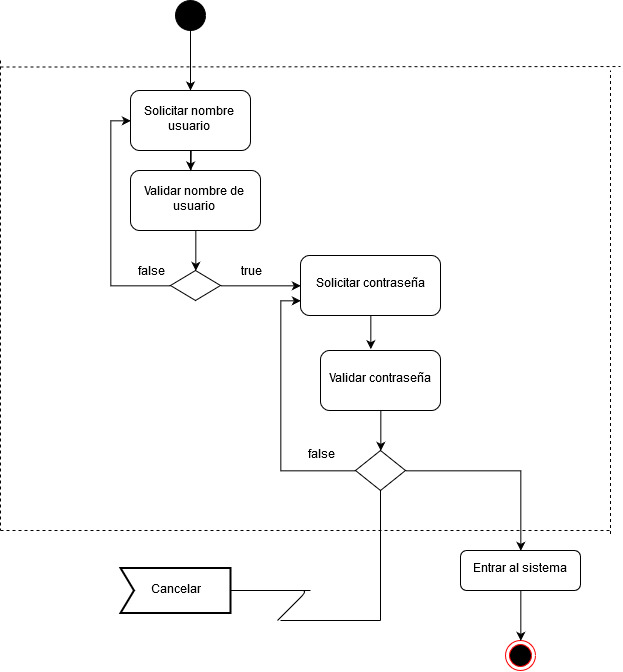 Solicitar nombre
usuario
Validar nombre de
usuario
false
true
Solicitar contraseña
Validar contraseña
false
Entrar al sistema
Cancelar